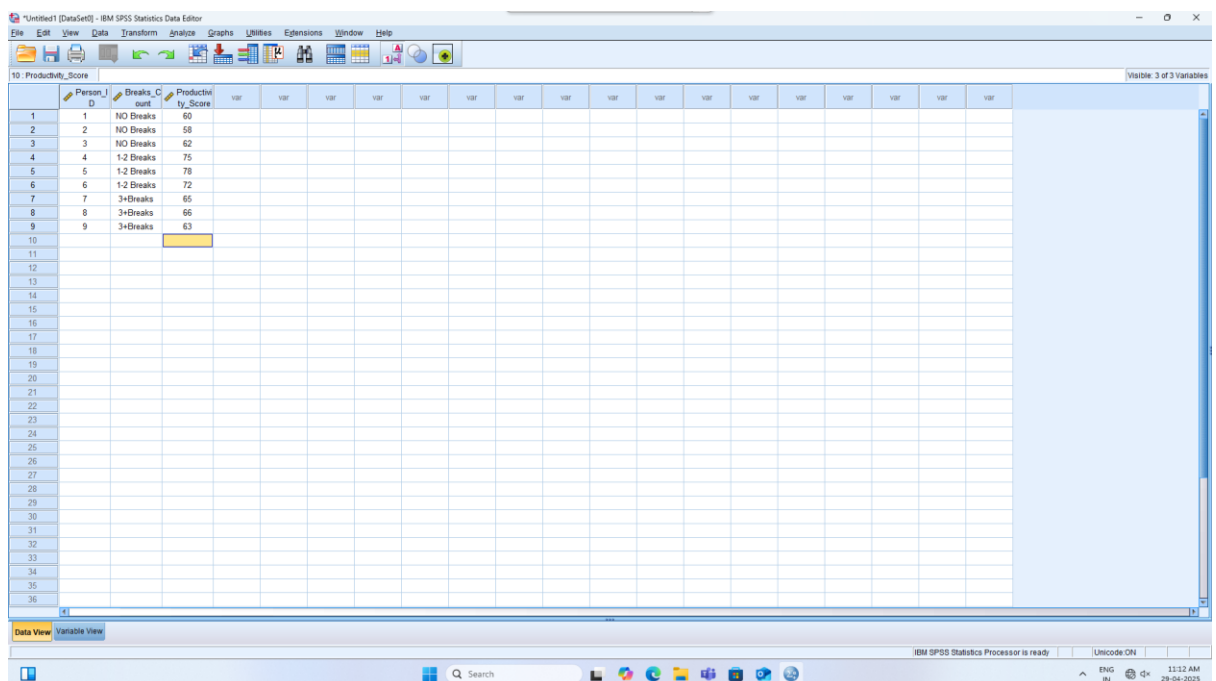 *Untitled1 [DataSet0] - IBM SPSS Statistics Data Editor
File Edit View Data Transform Analyze Graphs Utilities Extensions Window Help
10 : Productivity_Score Visible: 3 of 3 Variables
Person_I Breaks_C Productivi var var var var var var var var var var var var var var var var var
D ount ty_Score
1 1 NO Breaks 60
2 2 NO Breaks 58
3 3 NO Breaks 62
4 4 1-2 Breaks 75
5 5 1-2 Breaks 78
6 6 1-2 Breaks 72
7 7 3+Breaks 65
8 8 3+Breaks 66
9 9 3+Breaks 63
10
11
12
13
14
15
16
17
18
19
20
21
22
23
24
25
26
27
28
29
30
31
32
33
34
35
36
Data View Variable View
IBM SPSS Statistics Processor is ready Unicode:ON
Search ENG 11:12 AM
IN 29-04-2025